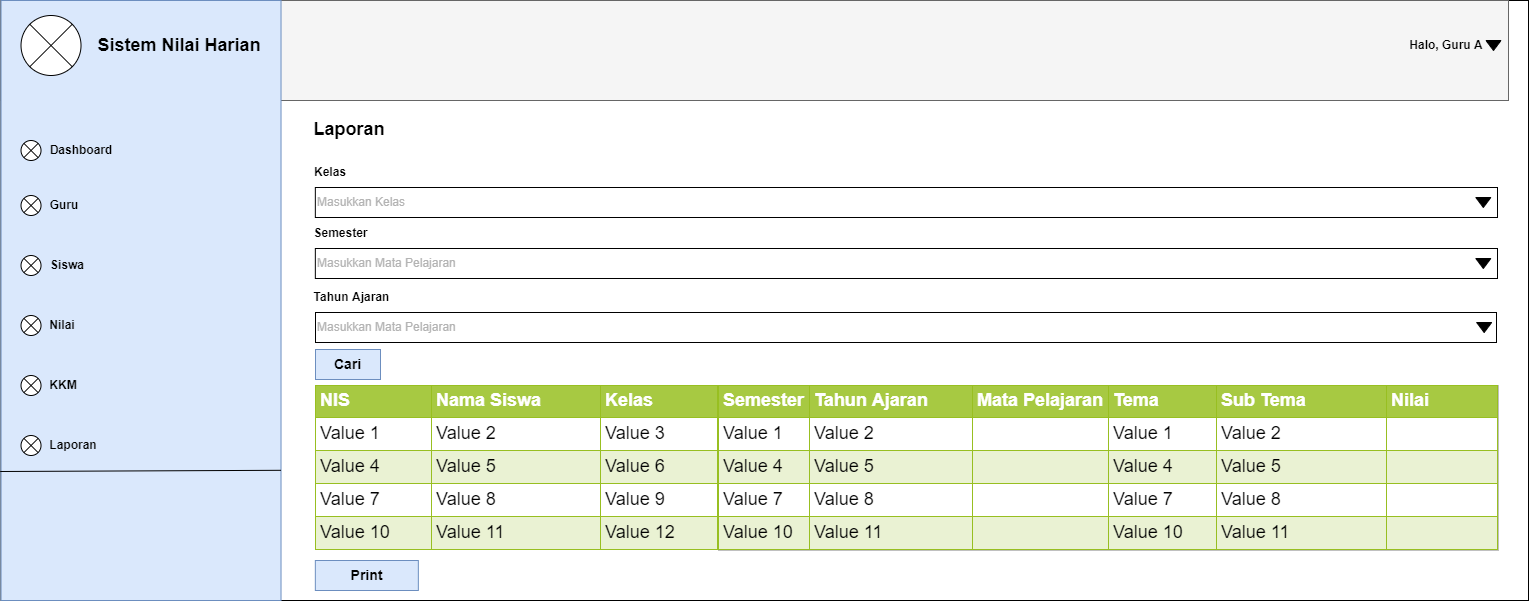 Sistem Nilai Harian
Halo, Guru A
Dashboard
Guru
Siswa
Nilai
KKM
Laporan
Laporan
Kelas
Masukkan Kelas
Semester
Masukkan Mata Pelajaran
Tahun Ajaran
Masukkan Mata Pelajaran
Cari
NIS Nama Siswa Kelas Semester Tahun Ajaran Mata Pelajaran Tema Sub Tema Nilai
Value 1 Value 2 Value 3 Value 1 Value 2 Value 1 Value 2
Value 4 Value 5 Value 6 Value 4 Value 5 Value 4 Value 5
Value 7 Value 8 Value 9 Value 7 Value 8 Value 7 Value 8
Value 10 Value 11 Value 12 Value 10 Value 11 Value 10 Value 11
Print